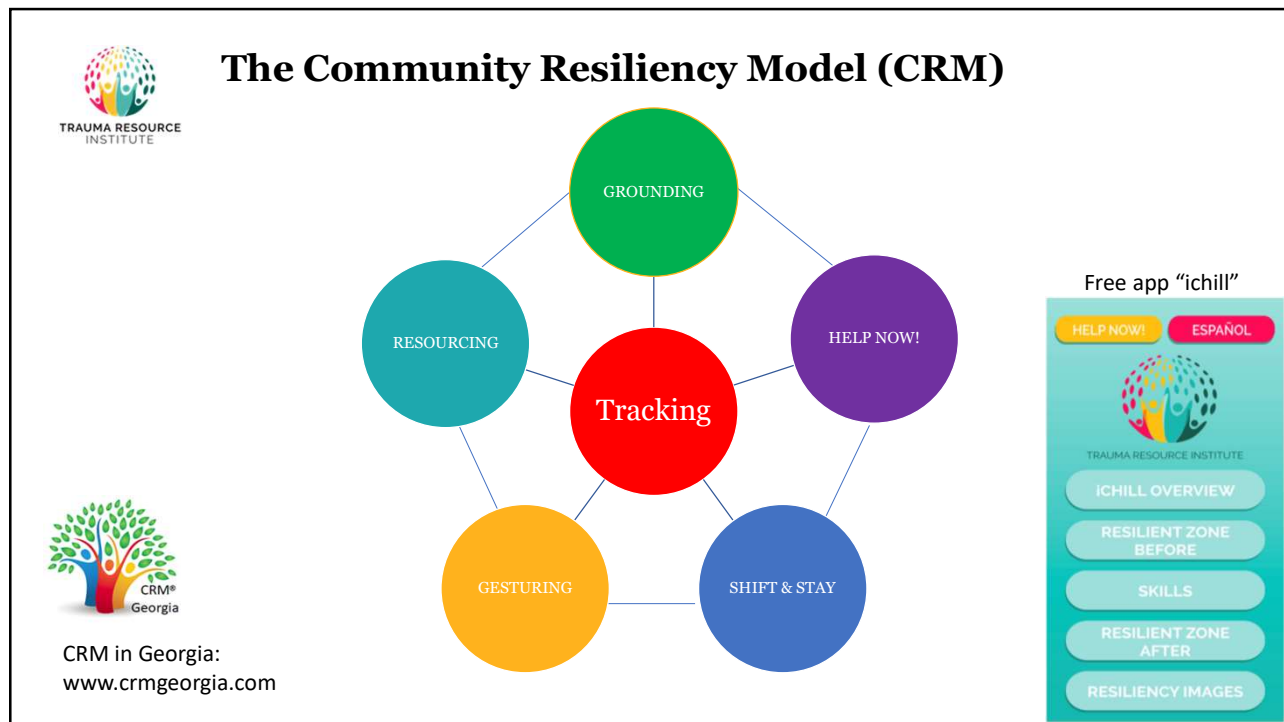 The Community Resiliency Model (CRM)
TRAUMA RESOURCE
INSTITUTE
GROUNDING
RESOURCING
HELP NOW!
Tracking
GESTURING
SHIFT & STAY
Free app “ichill”
HELP NOW!
ESPAÑOL
TRAUMA RESOURCE INSTITUTE
iCHILL OVERVIEW
RESILIENT ZONE
BEFORE
SKILLS
RESILIENT ZONE
AFTER
RESILIENCY IMAGES
CRM®
Georgia
CRM in Georgia:
www.crmgeorgia.com